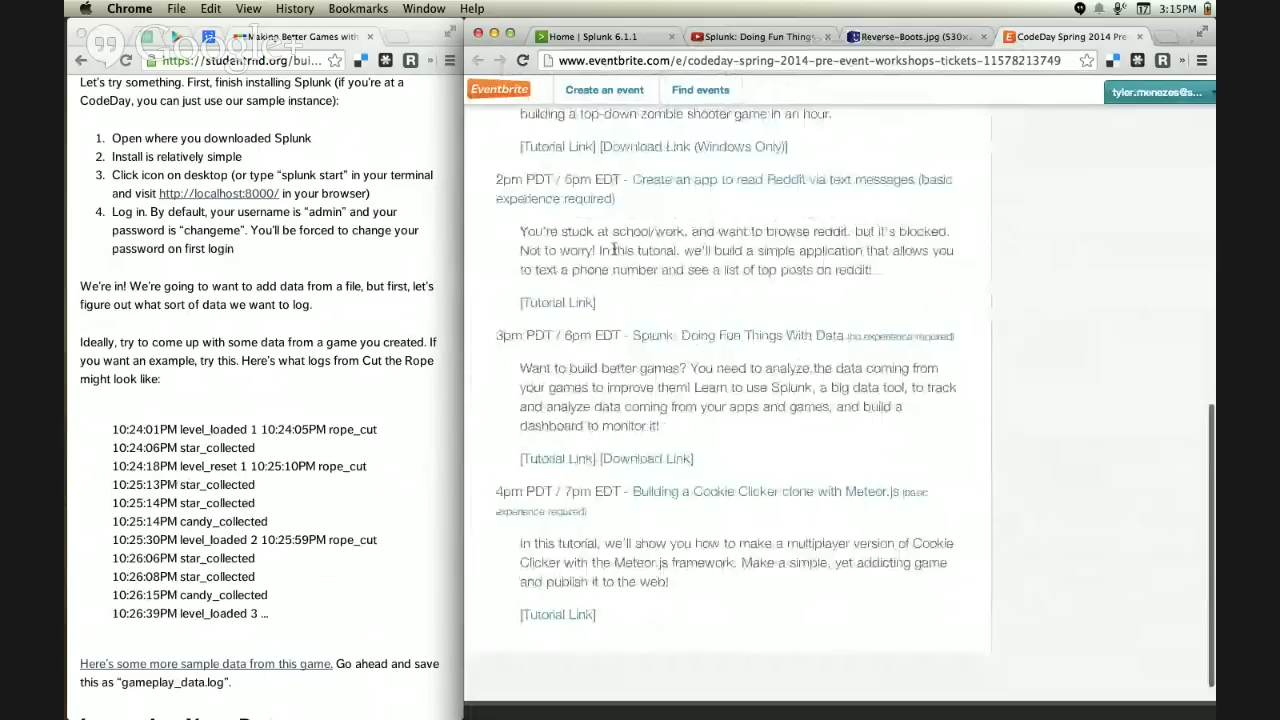 Chrome File Edit View History Bookmarks Window Help
17 3:15PM
Google+
Making Better Games with
https://studentrnd.org/bui...
Let's try something. First, finish installing Splunk (if you're at a
CodeDay, you can just use our sample instance):
1. Open where you downloaded Splunk
2. Install is relatively simple
3. Click icon on desktop (or type "splunk start" in your terminal
and visit http://localhost:8000/ in your browser)
4. Log in. By default, your username is "admin" and your
password is "changeme". You'll be forced to change your
password on first login
We're in! We're going to want to add data from a file, but first, let's
figure out what sort of data we want to log.
Ideally, try to come up with some data from a game you created. If
you want an example, try this. Here's what logs from Cut the Rope
might look like:
10:24:01PM level_loaded 1 10:24:05PM rope_cut
10:24:06PM star_collected
10:24:18PM level_reset 1 10:25:10PM rope_cut
10:25:13PM star_collected
10:25:14PM star_collected
10:25:14PM candy_collected
10:25:30PM level_loaded 2 10:25:59PM rope_cut
10:26:06PM star_collected
10:26:08PM star_collected
10:26:15PM candy_collected
10:26:39PM level_loaded 3 ...
Here's some more sample data from this game. Go ahead and save
this as "gameplay_data.log".
Home | Splunk 6.1.1
Splunk: Doing Fun Things
Reverse-Boots.jpg (530×
CodeDay Spring 2014 Pre
www.eventbrite.com/e/codeday-spring-2014-pre-event-workshops-tickets-11578213749
Eventbrite Create an event Find events tyler.menezes@s...
building a top-down zombie shooter game in an hour.
[Tutorial Link] [Download Link (Windows Only)]
2pm PDT / 5pm EDT - Create an app to read Reddit via text messages (basic
experience required)
You're stuck at school/work, and want to browse reddit, but it's blocked.
Not to worry! In this tutorial, we'll build a simple application that allows you
to text a phone number and see a list of top posts on reddit!
[Tutorial Link]
3pm PDT / 6pm EDT - Splunk: Doing Fun Things With Data (no experience required)
Want to build better games? You need to analyze the data coming from
your games to improve them! Learn to use Splunk, a big data tool, to track
and analyze data coming from your apps and games, and build a
dashboard to monitor it!
[Tutorial Link] [Download Link]
4pm PDT / 7pm EDT - Building a Cookie Clicker clone with Meteor.js (basic
experience required)
In this tutorial, we'll show you how to make a multiplayer version of Cookie
Clicker with the Meteor.js framework. Make a simple, yet addicting game
and publish it to the web!
[Tutorial Link]